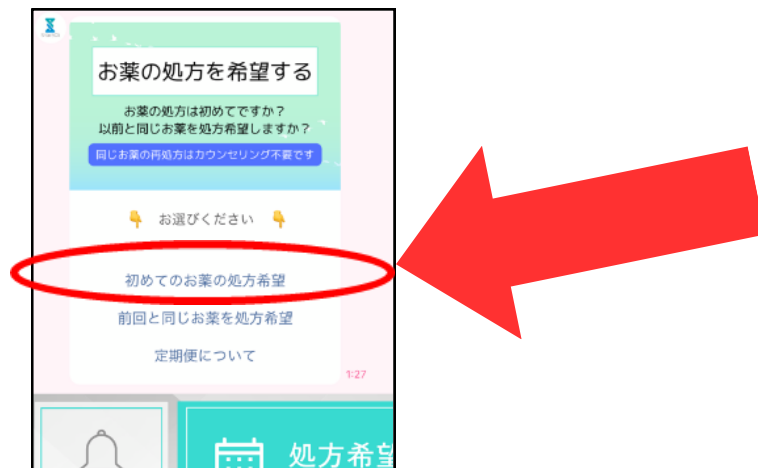 お薬の処方を希望する
お薬の処方は初めてですか？
以前と同じお薬を処方希望しますか？
同じお薬の再処方はカウンセリング不要です
お選びください
初めてのお薬の処方希望
前回と同じお薬を処方希望
定期便について
1:27
処方希望